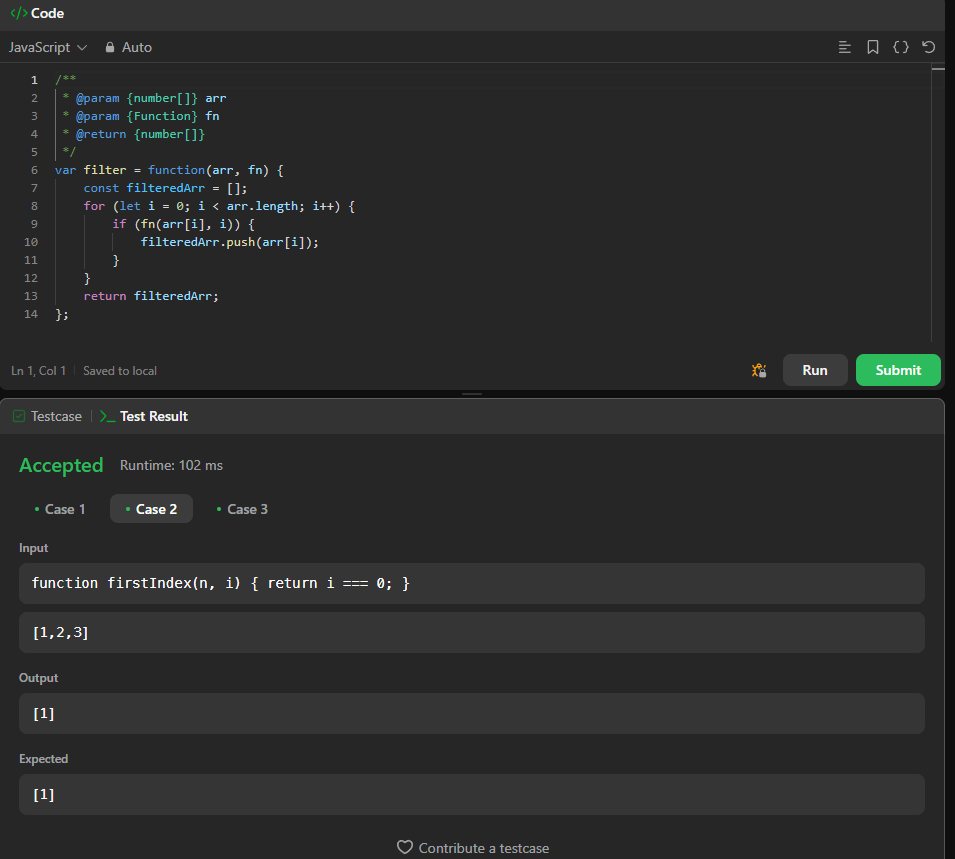 </> Code
JavaScript Auto
1 /**
2  * @param {number[]} arr
3  * @param {Function} fn
4  * @return {number[]}
5  */
6 var filter = function(arr, fn) {
7     const filteredArr = [];
8     for (let i = 0; i < arr.length; i++) {
9         if (fn(arr[i], i)) {
10             filteredArr.push(arr[i]);
11         }
12     }
13     return filteredArr;
14 };
Ln 1, Col 1 | Saved to local Run Submit
Testcase | >_ Test Result
Accepted Runtime: 102 ms
• Case 1 • Case 2 • Case 3
Input
function firstIndex(n, i) { return i === 0; }
[1,2,3]
Output
[1]
Expected
[1]
Contribute a testcase